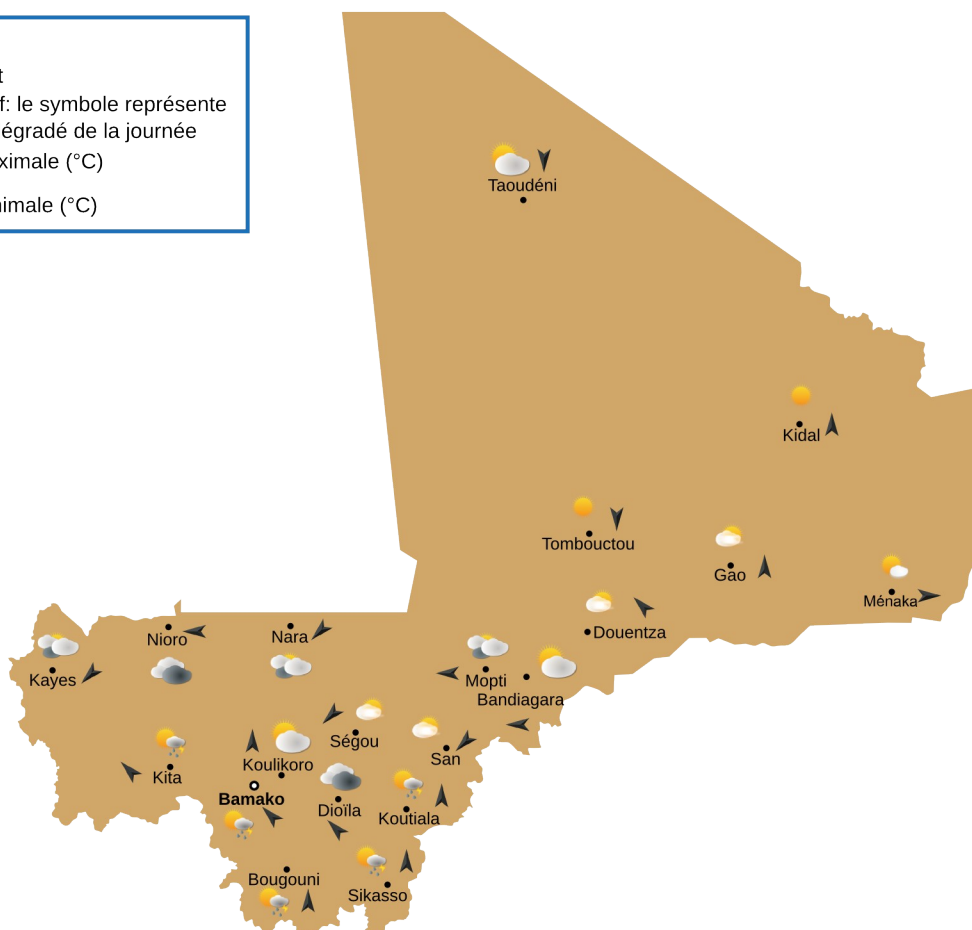 t
f: le symbole représente
égradé de la journée
ximale (°C)
imale (°C)
Taoudéni
Kidal
Tombouctou
Gao
Ménaka
Douentza
Nioro
Nara
Kayes
Mopti
Bandiagara
Ségou
San
Koulikoro
Kita
Bamako
Dioïla
Koutiala
Bougouni
Sikasso